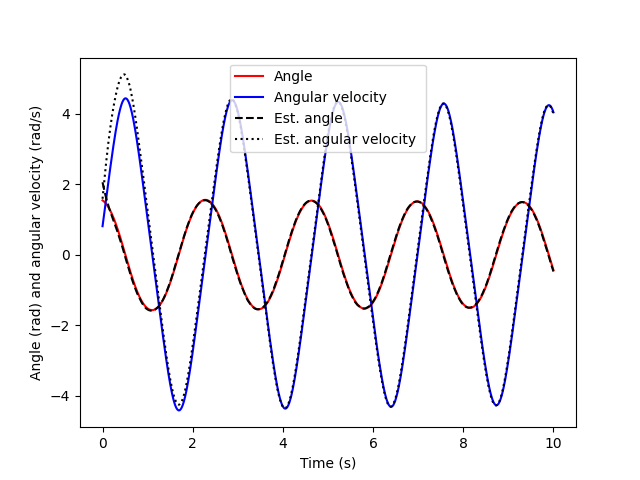 Angle
Angular velocity
Est. angle
Est. angular velocity
Angle (rad) and angular velocity (rad/s)
4
2
0
−2
−4
0 2 4 6 8 10
Time (s)